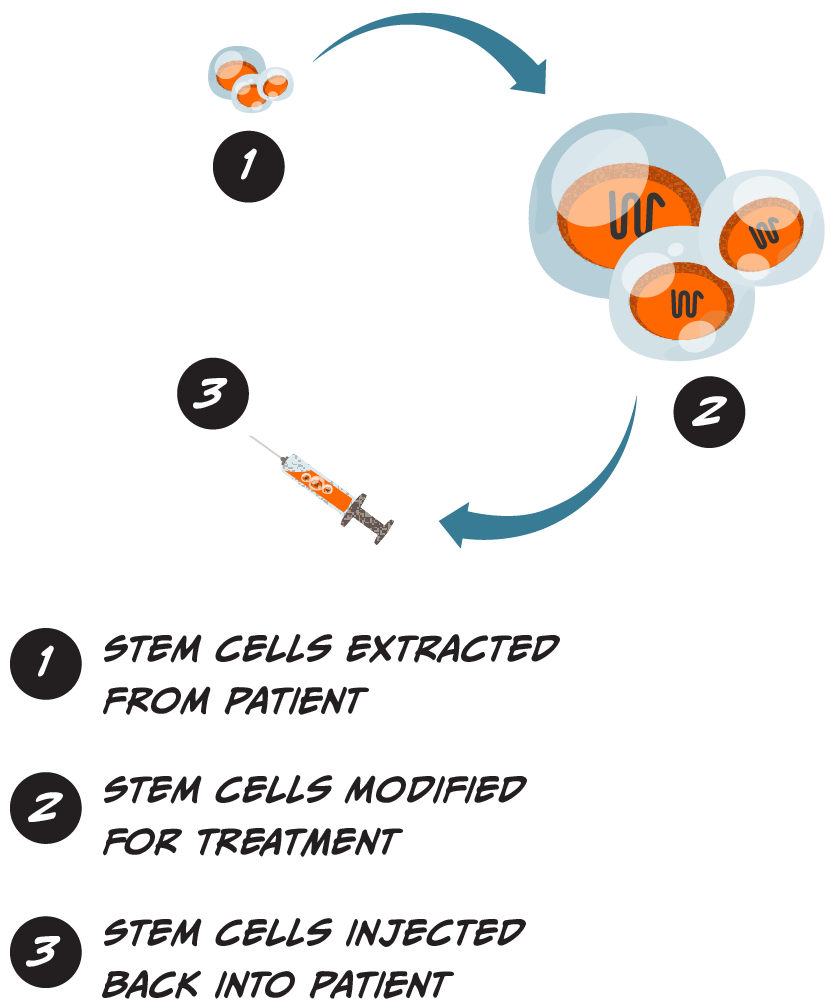 1
2
3
1 STEM CELLS EXTRACTED
FROM PATIENT
2 STEM CELLS MODIFIED
FOR TREATMENT
3 STEM CELLS INJECTED
BACK INTO PATIENT